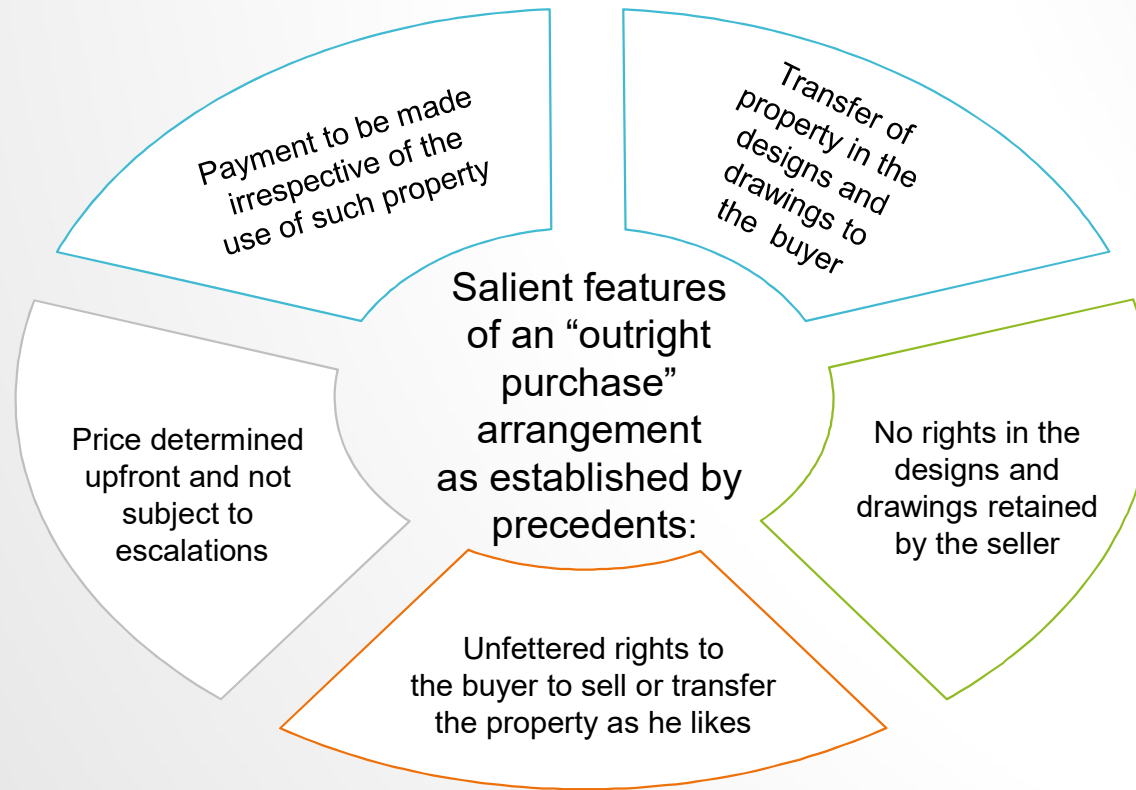 Salient features
of an “outright
purchase”
arrangement
as established by
precedents:
Transfer of
property in the
designs and
drawings to
the buyer
No rights in the
designs and
drawings retained
by the seller
Unfettered rights to
the buyer to sell or transfer
the property as he likes
Price determined
upfront and not
subject to
escalations
Payment to be made
irrespective of the
use of such property